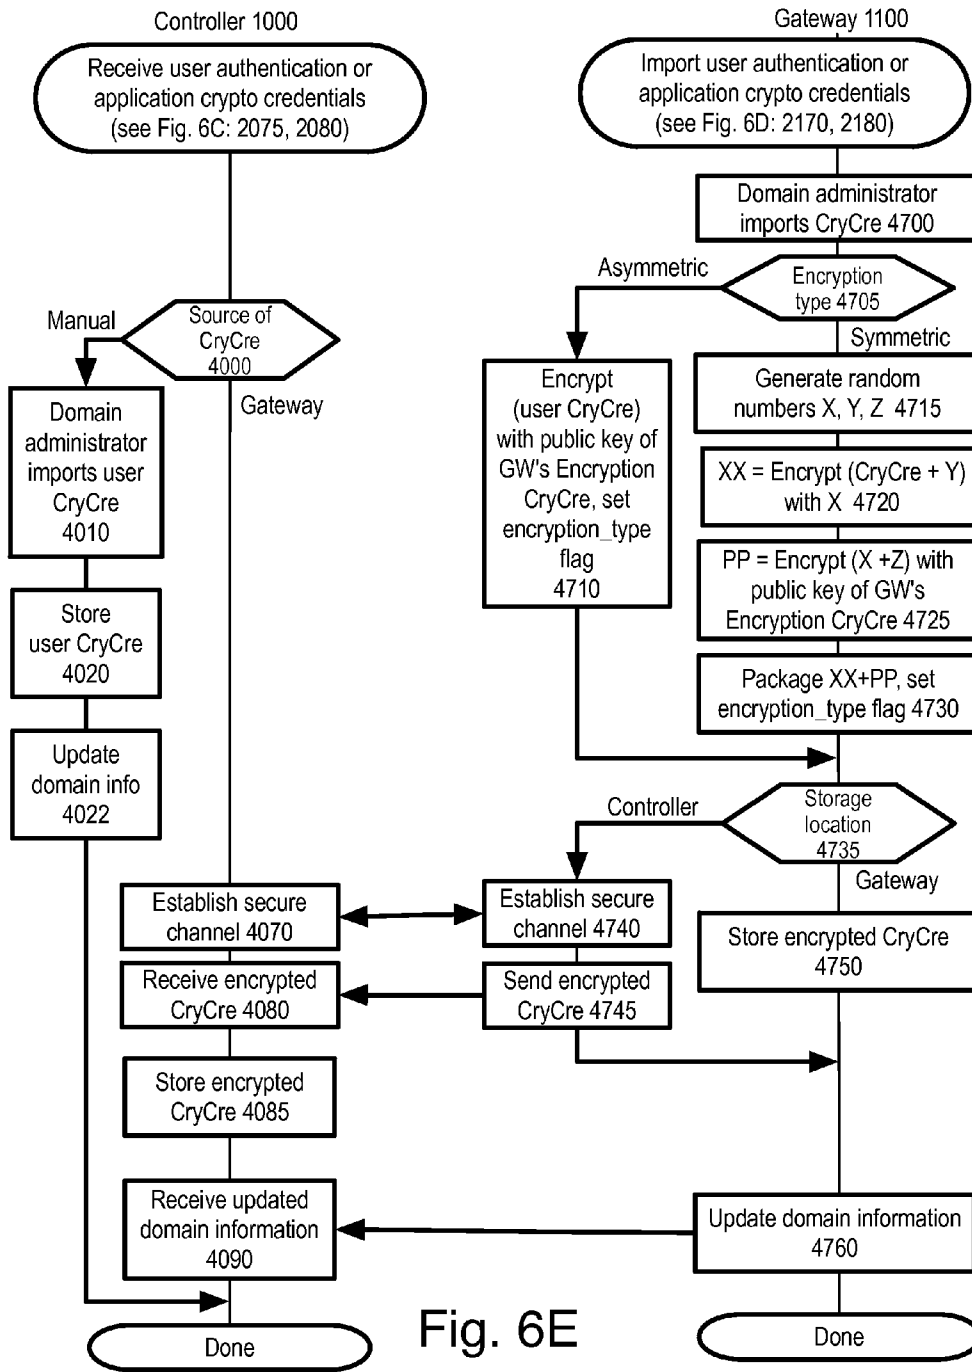 Controller 1000
Receive user authentication or
application crypto credentials
(see Fig. 6C: 2075, 2080)
Manual
Source of
CryCre
4000
Gateway
Domain
administrator
imports user
CryCre
4010
Store
user CryCre
4020
Update
domain info
4022
Establish secure
channel 4070
Receive encrypted
CryCre 4080
Store encrypted
CryCre 4085
Receive updated
domain information
4090
Done
Gateway 1100
Import user authentication or
application crypto credentials
(see Fig. 6D: 2170, 2180)
Domain administrator
imports CryCre 4700
Asymmetric
Encryption
type 4705
Symmetric
Encrypt
(user CryCre)
with public key of
GW's Encryption
CryCre, set
encryption_type
flag
4710
Generate random
numbers X, Y, Z 4715
XX = Encrypt (CryCre + Y)
with X 4720
PP = Encrypt (X +Z) with
public key of GW's
Encryption CryCre 4725
Package XX+PP, set
encryption_type flag 4730
Controller
Storage
location
4735
Gateway
Establish secure
channel 4740
Send encrypted
CryCre 4745
Store encrypted CryCre
4750
Update domain information
4760
Done
Fig. 6E